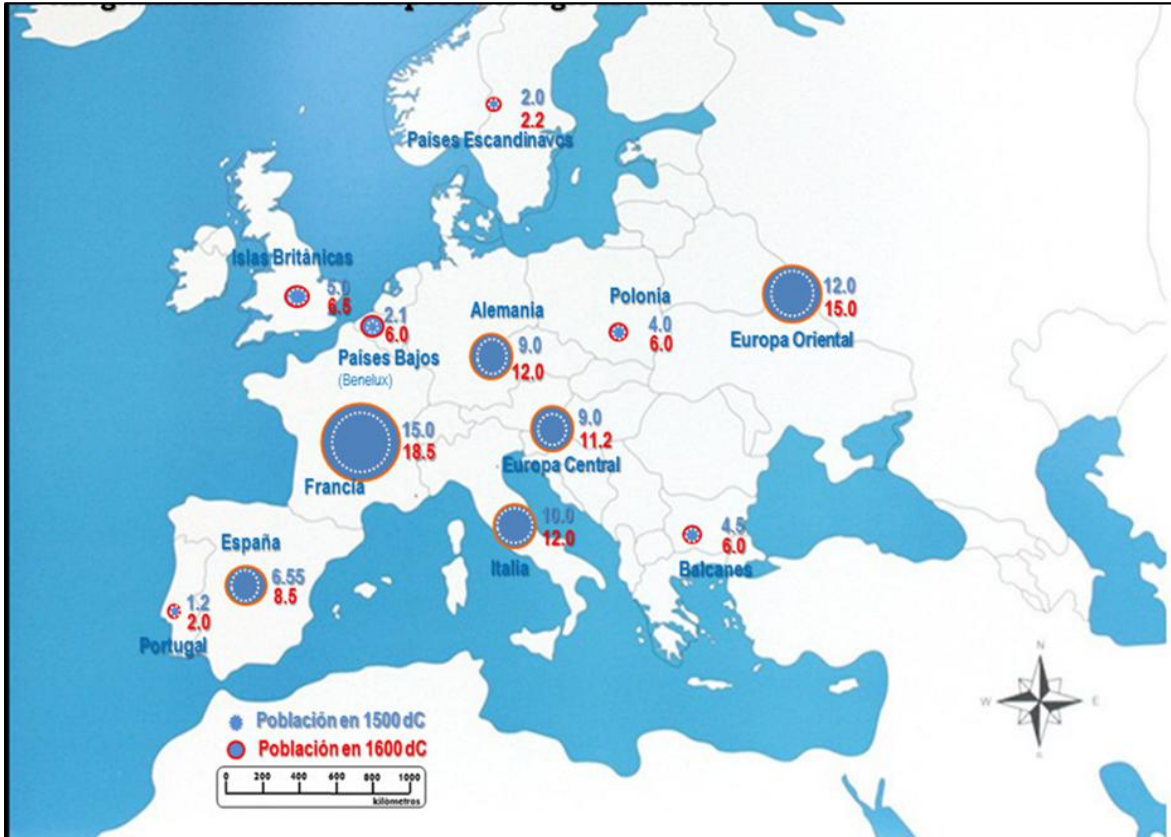 2.0
2.2
Países Escandinavos
Islas Británicas
5.0
6.5
2.1
6.0
Países Bajos
(Benelux)
Alemania
9.0
12.0
Polonia
4.0
6.0
12.0
15.0
Europa Oriental
15.0
18.5
Francia
9.0
11.2
Europa Central
10.0
12.0
Italia
4.5
6.0
Balcanes
España
6.55
8.5
1.2
2.0
Portugal
N
W
E
Población en 1500 dC
Población en 1600 dC
0 200 400 600 800 1000
kilómetros